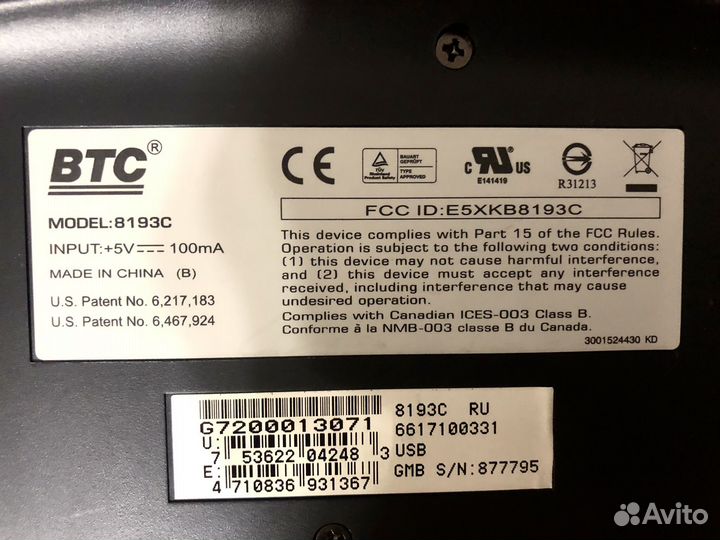 BTC®
MODEL:8193C
INPUT:+5V⎓100mA
MADE IN CHINA (B)
U.S. Patent No. 6,217,183
U.S. Patent No. 6,467,924
CE
TÜV
Rheinland
Product Safety
BAUART
GEPRÜFT
TYPE
APPROVED
c RU US
E141419
R31213
FCC ID:E5XKB8193C
This device complies with Part 15 of the FCC Rules.
Operation is subject to the following two conditions:
(1) this device may not cause harmful interference,
and (2) this device must accept any interference
received, including interference that may cause
undesired operation.
Complies with Canadian ICES-003 Class B.
Conforme à la NMB-003 classe B du Canada.
3001524430 KD
G7200013071
U:
7 53622 04248 3
E:
4 710836 931367
8193C RU
6617100331
USB
GMB S/N:877795
Avito